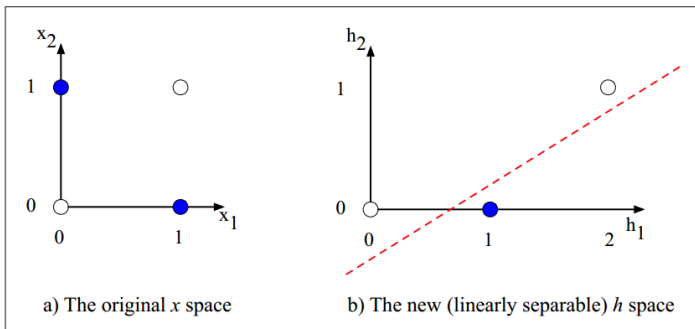 x2
1
0
0
1
x1
a) The original x space
h2
1
0
0
1
2
h1
b) The new (linearly separable) h space